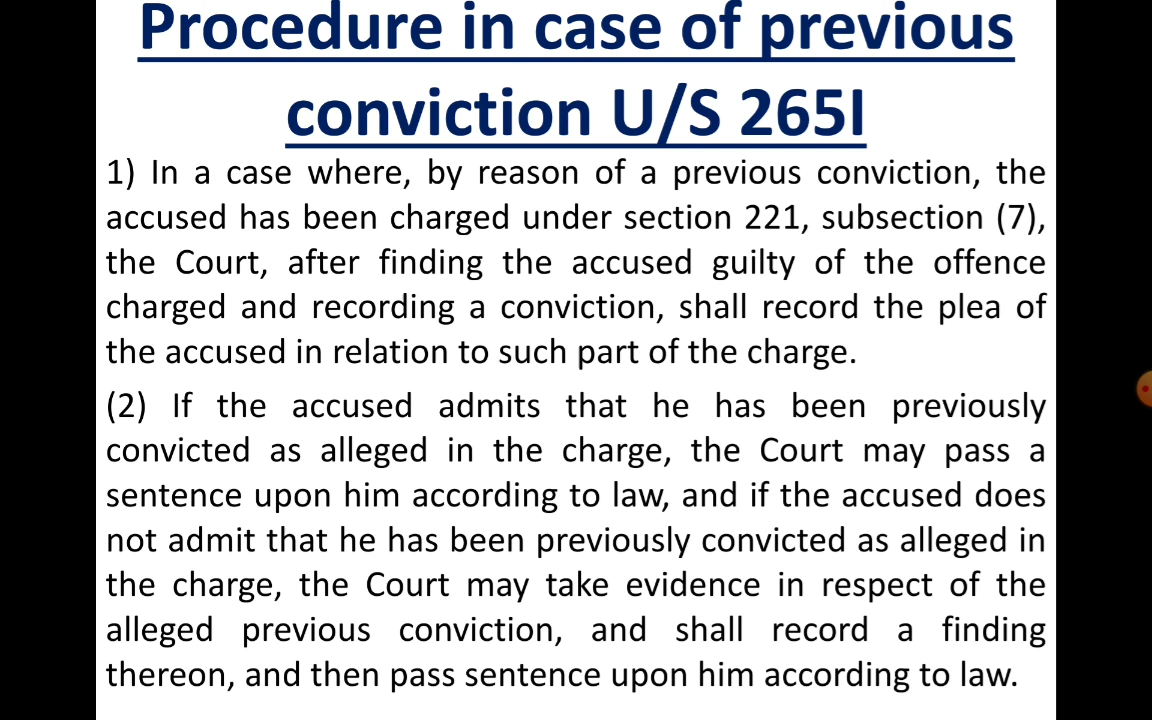 Procedure in case of previous
conviction U/S 265I
1) In a case where, by reason of a previous conviction, the
accused has been charged under section 221, subsection (7),
the Court, after finding the accused guilty of the offence
charged and recording a conviction, shall record the plea of
the accused in relation to such part of the charge.
(2) If the accused admits that he has been previously
convicted as alleged in the charge, the Court may pass a
sentence upon him according to law, and if the accused does
not admit that he has been previously convicted as alleged in
the charge, the Court may take evidence in respect of the
alleged previous conviction, and shall record a finding
thereon, and then pass sentence upon him according to law.